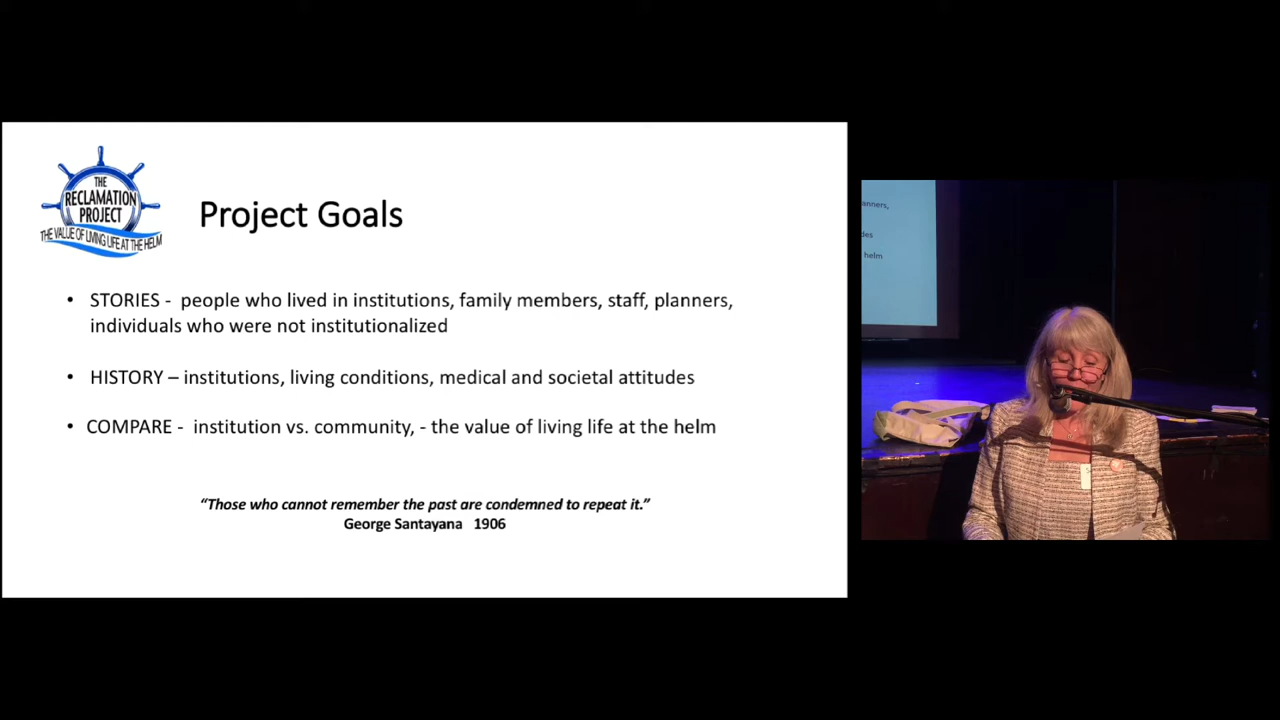 THE
RECLAMATION
PROJECT
THE VALUE OF LIVING LIFE AT THE HELM
Project Goals
• STORIES - people who lived in institutions, family members, staff, planners,
individuals who were not institutionalized
• HISTORY – institutions, living conditions, medical and societal attitudes
• COMPARE - institution vs. community, - the value of living life at the helm
“Those who cannot remember the past are condemned to repeat it.”
George Santayana 1906
anners,
des
helm